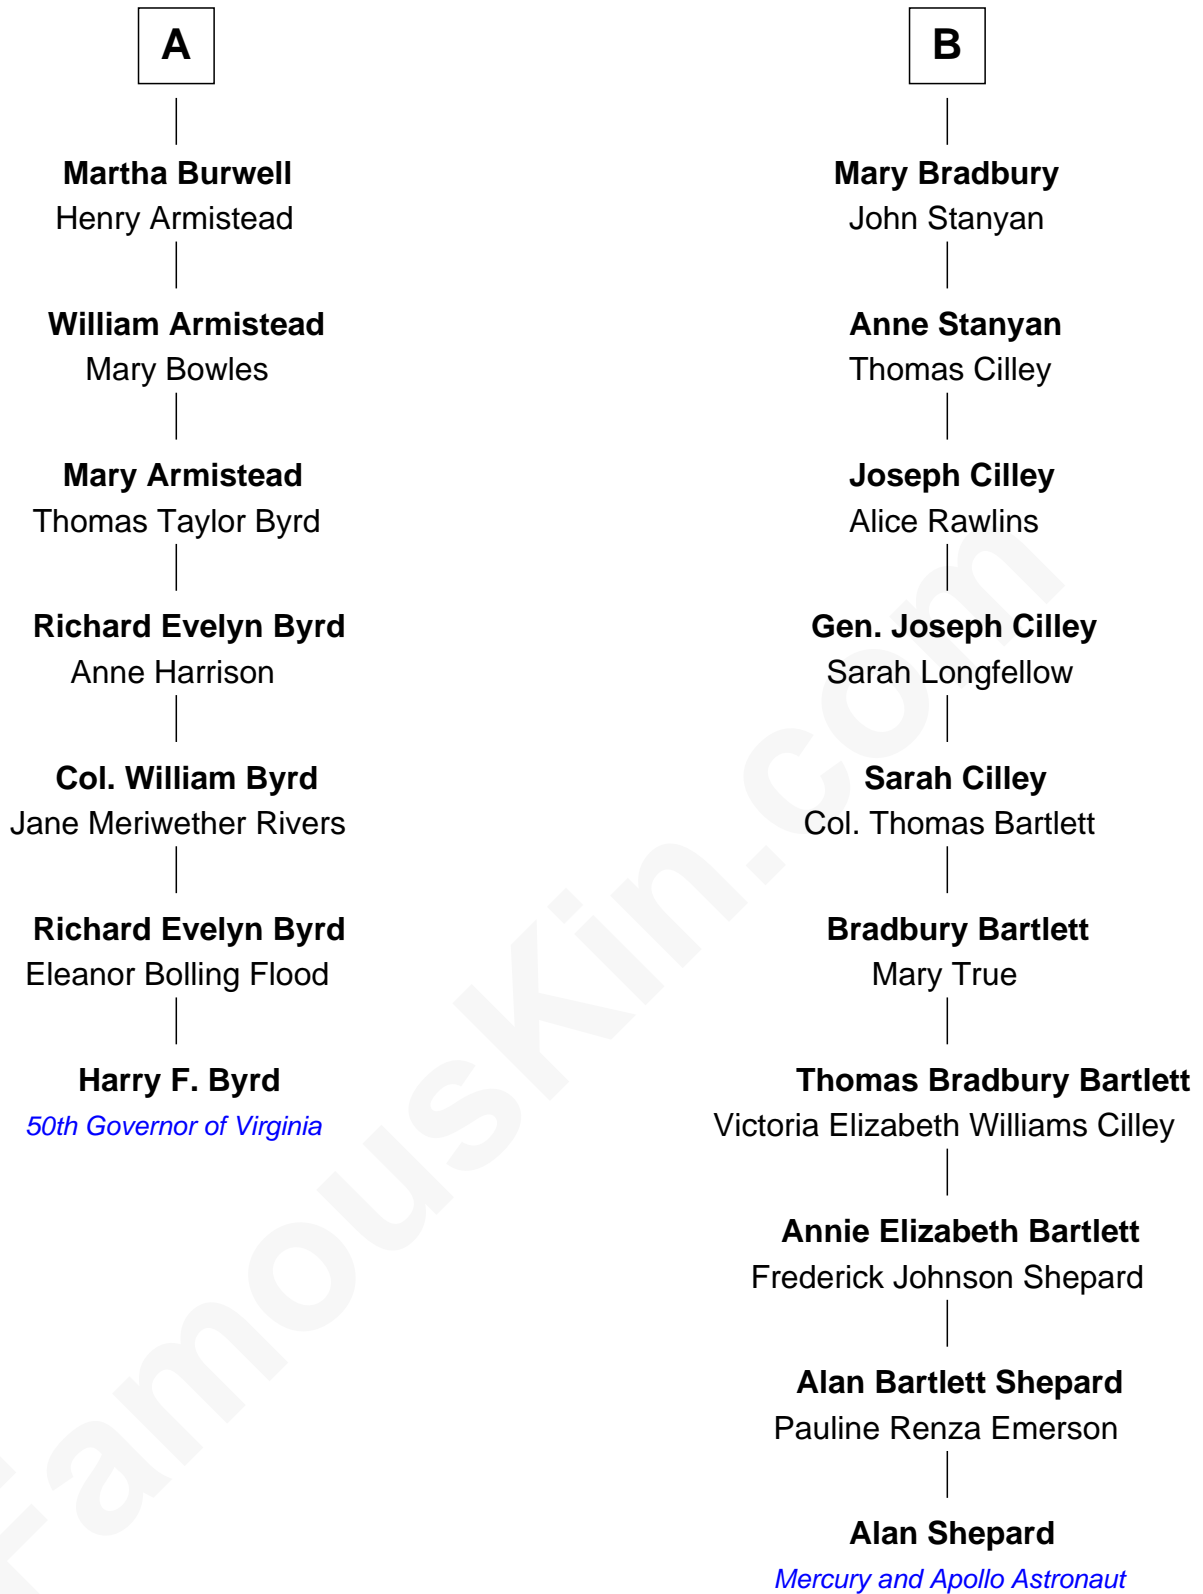 A
Martha Burwell
Henry Armistead
William Armistead
Mary Bowles
Mary Armistead
Thomas Taylor Byrd
Richard Evelyn Byrd
Anne Harrison
Col. William Byrd
Jane Meriwether Rivers
Richard Evelyn Byrd
Eleanor Bolling Flood
Harry F. Byrd
50th Governor of Virginia
B
Mary Bradbury
John Stanyan
Anne Stanyan
Thomas Cilley
Joseph Cilley
Alice Rawlins
Gen. Joseph Cilley
Sarah Longfellow
Sarah Cilley
Col. Thomas Bartlett
Bradbury Bartlett
Mary True
Thomas Bradbury Bartlett
Victoria Elizabeth Williams Cilley
Annie Elizabeth Bartlett
Frederick Johnson Shepard
Alan Bartlett Shepard
Pauline Renza Emerson
Alan Shepard
Mercury and Apollo Astronaut
FamousKin.com